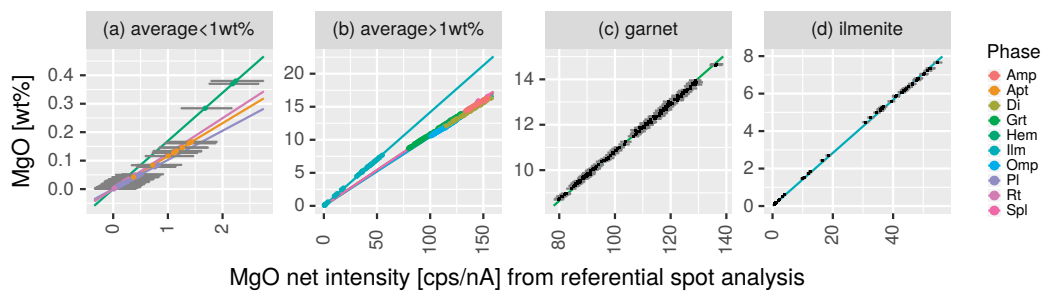 (a) average<1wt%
(b) average>1wt%
(c) garnet
(d) ilmenite
MgO [wt%]
0.4
0.3
0.2
0.1
0.0
0
1
2
20
15
10
5
0
0
50
100
150
14
12
10
80
100
120
140
8
6
4
2
0
0
20
40
MgO net intensity [cps/nA] from referential spot analysis
Phase
Amp
Apt
Di
Grt
Hem
Ilm
Omp
Pl
Rt
Spl